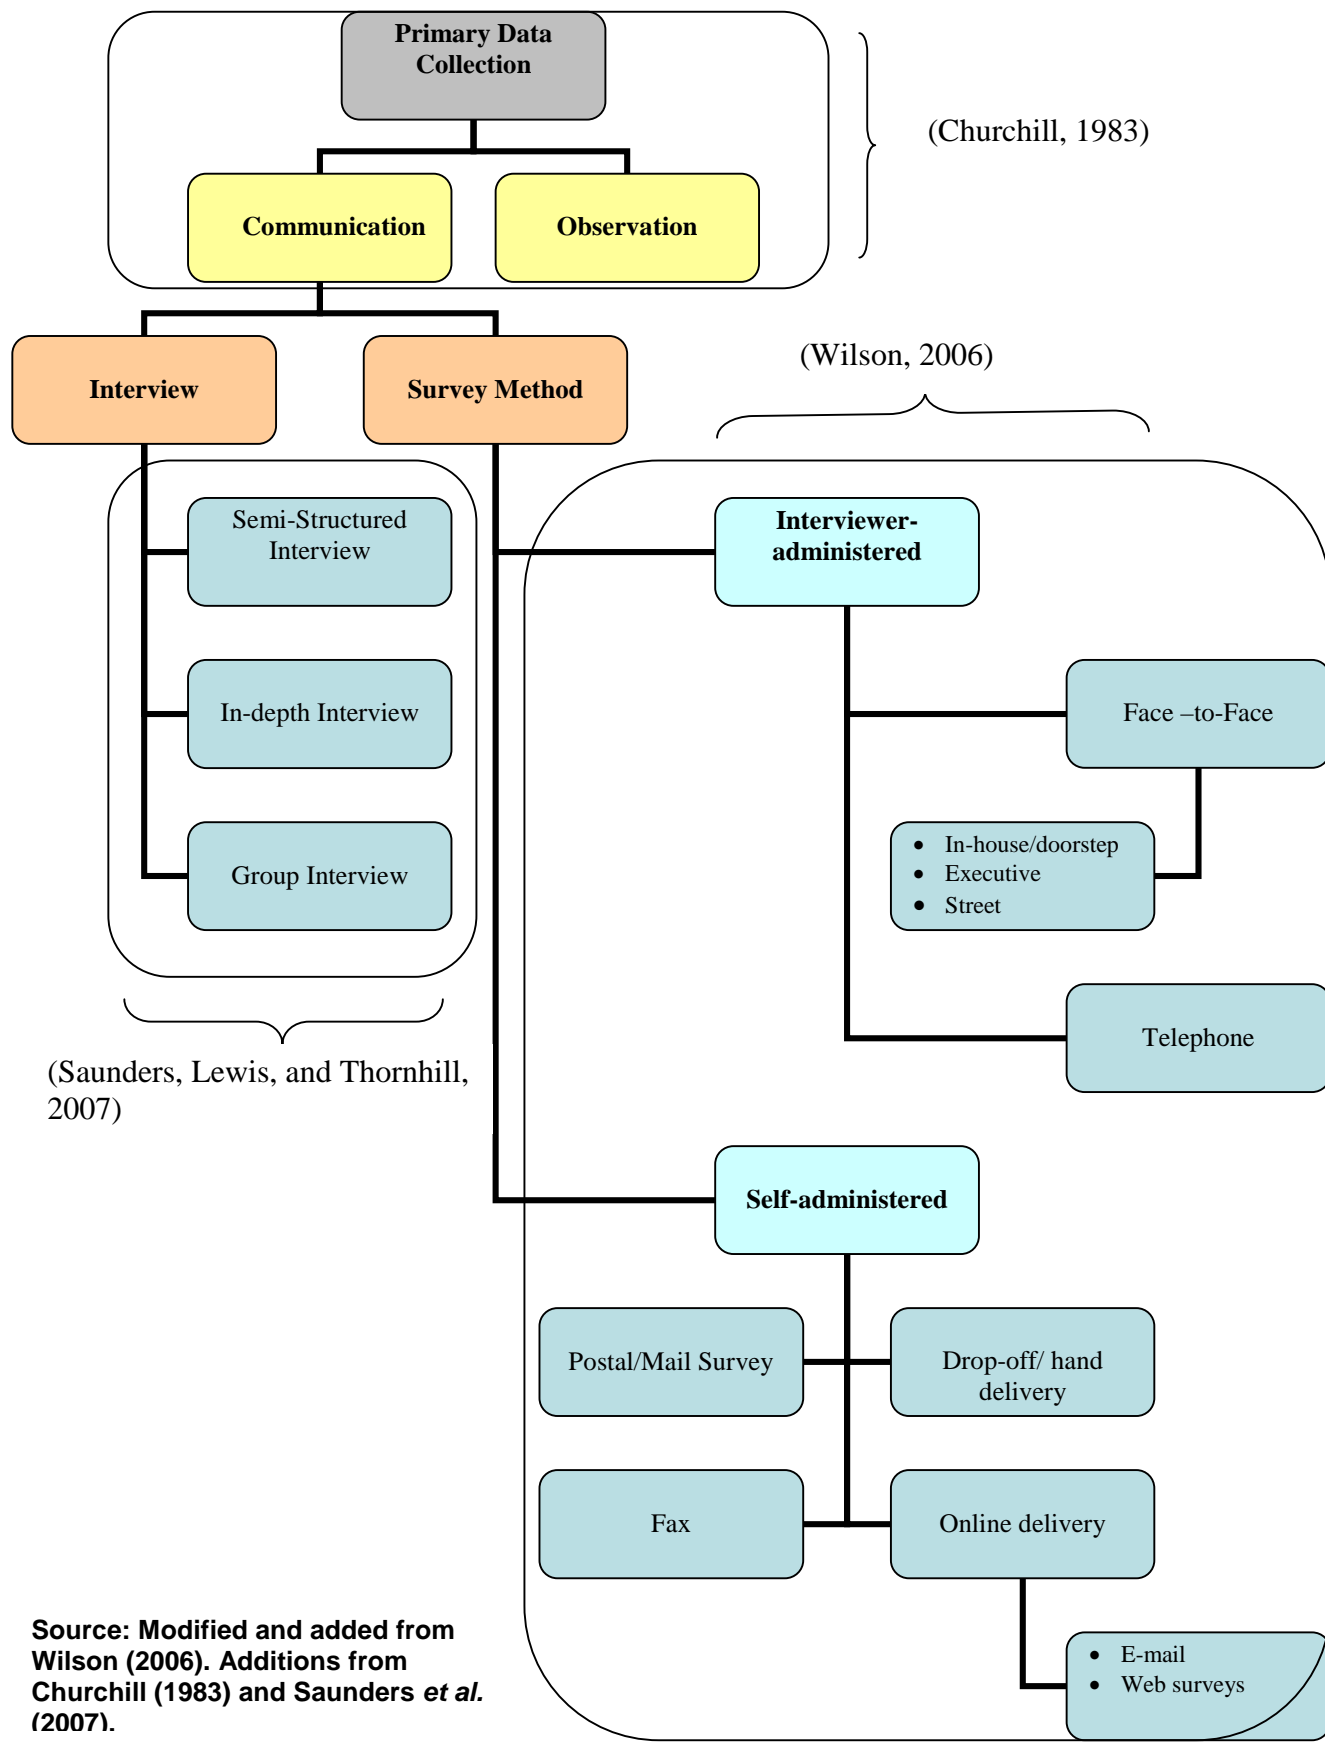 Primary Data
Collection
(Churchill, 1983)
Communication
Observation
(Wilson, 2006)
Interview
Survey Method
Semi-Structured
Interview
In-depth Interview
Group Interview
(Saunders, Lewis, and Thornhill,
2007)
Interviewer-
administered
Face –to-Face
• In-house/doorstep
• Executive
• Street
Telephone
Self-administered
Postal/Mail Survey
Drop-off/ hand
delivery
Fax
Online delivery
• E-mail
• Web surveys
Source: Modified and added from
Wilson (2006). Additions from
Churchill (1983) and Saunders et al.
(2007).